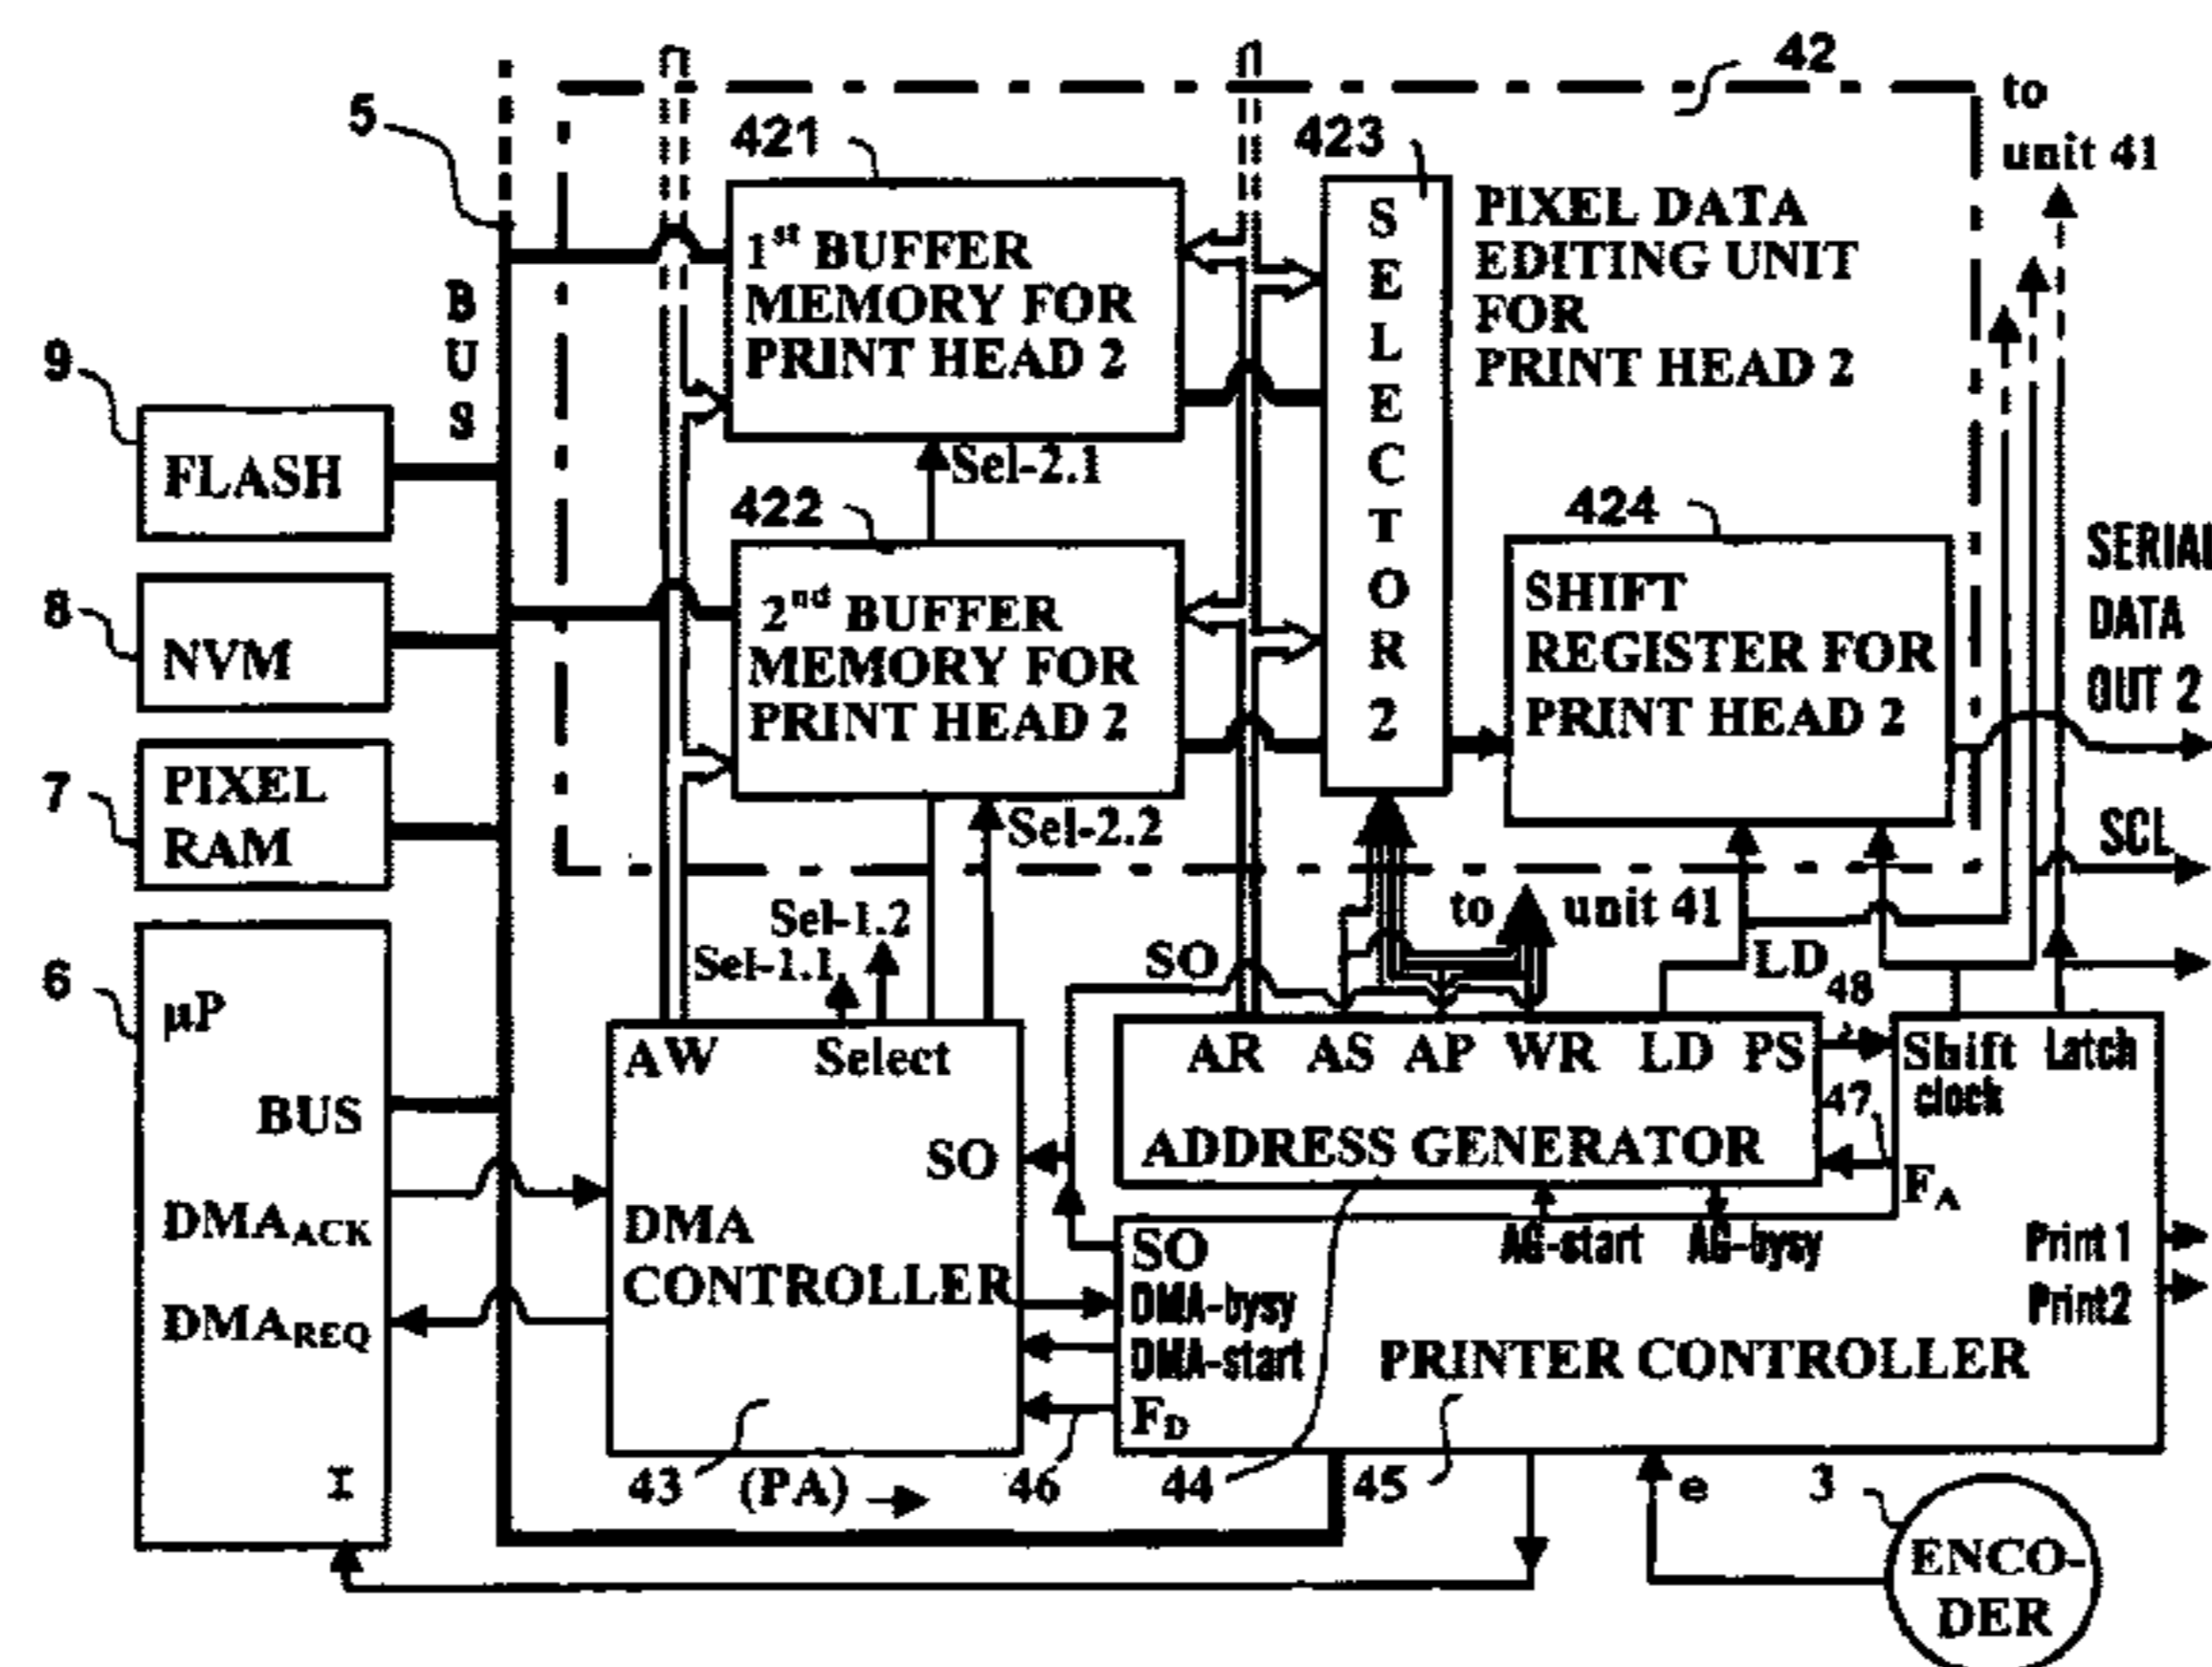 42
to
unit 41
5
421
423
1st BUFFER
MEMORY FOR
PRINT HEAD 2
SELECTOR 2
PIXEL DATA
EDITING UNIT
FOR
PRINT HEAD 2
BUS
9
FLASH
Sel-2.1
422
424
8
NVM
2nd BUFFER
MEMORY FOR
PRINT HEAD 2
SHIFT
REGISTER FOR
PRINT HEAD 2
SERIAL
DATA
OUT 2
7
PIXEL
RAM
Sel-2.2
SCL
Sel-1.2
Sel-1.1
to unit 41
SO
LD
48
6
µP
BUS
DMAACK
DMAREQ
I
AW Select
SO
DMA
CONTROLLER
AR AS AP WR LD PS
ADDRESS GENERATOR
47
Shift
clock
Latch
FA
AG-start AG-bysy
SO
DMA-bysy
DMA-start
FD
PRINTER CONTROLLER
Print 1
Print2
43 (PA) 46 44 45 e 3
ENCO-
DER